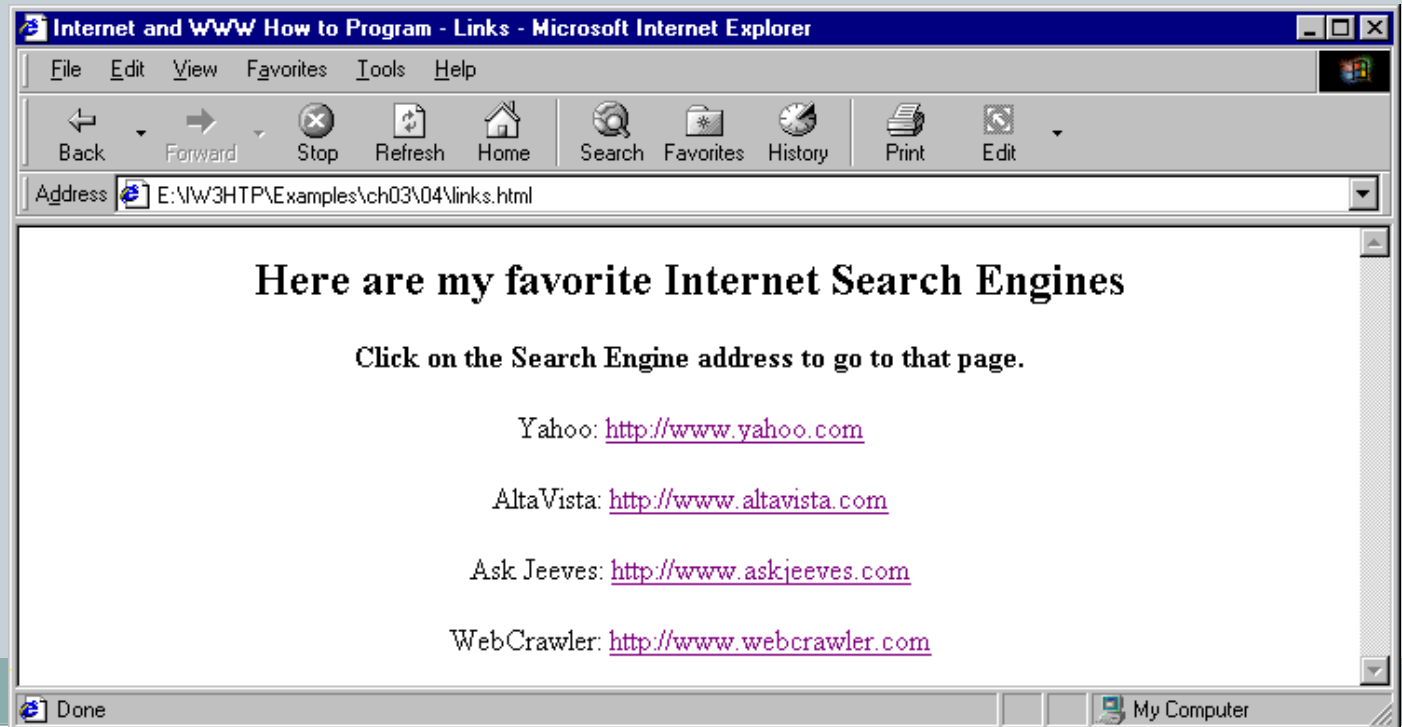 Internet and WWW How to Program - Links - Microsoft Internet Explorer
File Edit View Favorites Tools Help
Back Forward Stop Refresh Home Search Favorites History Print Edit
Address E:\IW3HTP\Examples\ch03\04\links.html
Here are my favorite Internet Search Engines
Click on the Search Engine address to go to that page.
Yahoo: http://www.yahoo.com
AltaVista: http://www.altavista.com
Ask Jeeves: http://www.askjeeves.com
WebCrawler: http://www.webcrawler.com
Done My Computer